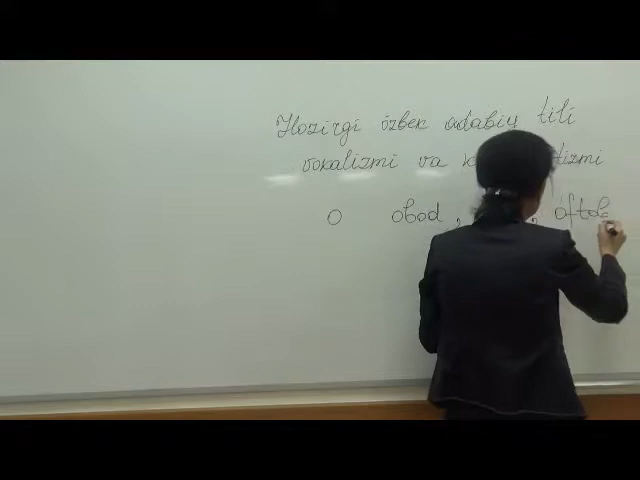 Hozirgi özbek adabiy tili
vokalizmi va
o obod , , oftob